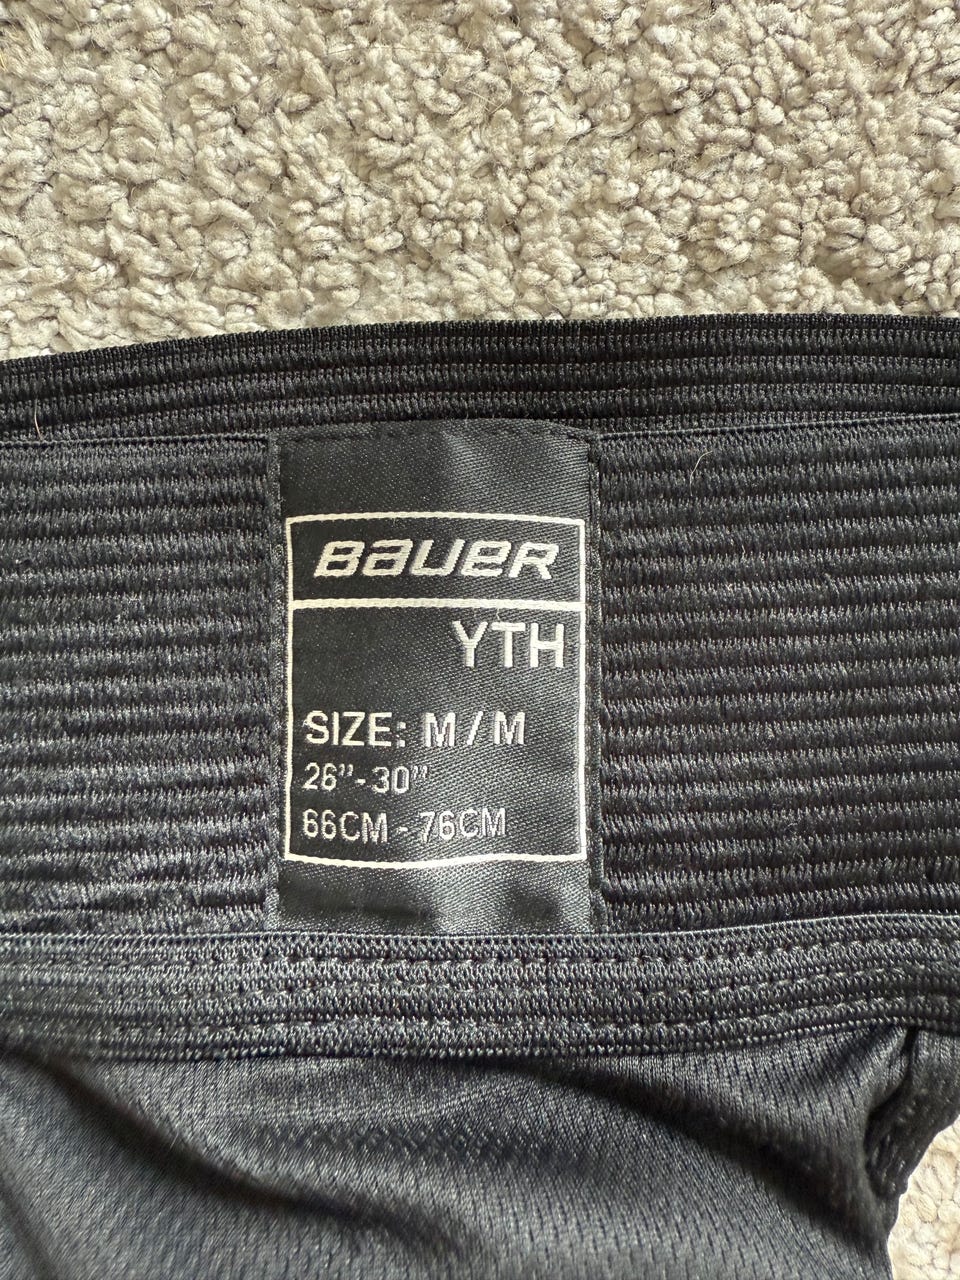 BAUER
YTH
SIZE: M / M
26”-30”
66CM - 76CM